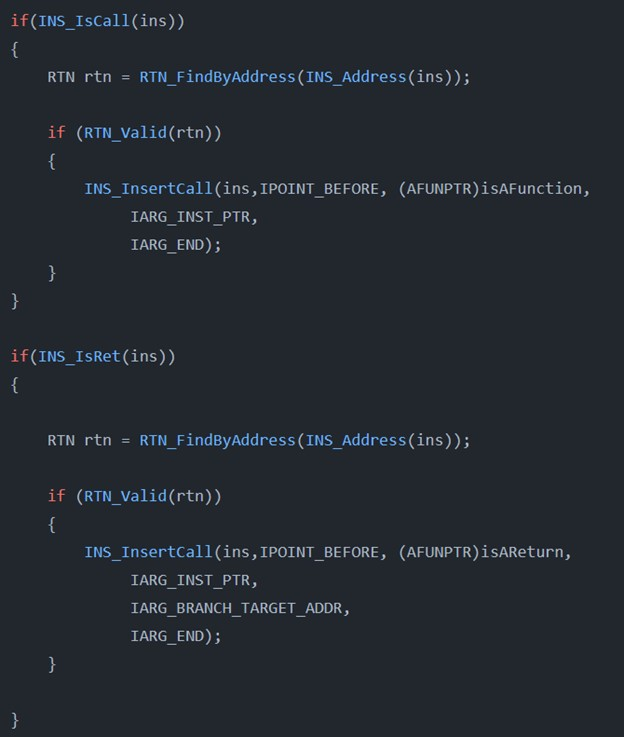 if(INS_IsCall(ins))
{
    RTN rtn = RTN_FindByAddress(INS_Address(ins));

    if (RTN_Valid(rtn))
    {
        INS_InsertCall(ins,IPOINT_BEFORE, (AFUNPTR)isAFunction,
             IARG_INST_PTR,
             IARG_END);
    }
}

if(INS_IsRet(ins))
{

    RTN rtn = RTN_FindByAddress(INS_Address(ins));

    if (RTN_Valid(rtn))
    {
        INS_InsertCall(ins,IPOINT_BEFORE, (AFUNPTR)isAReturn,
             IARG_INST_PTR,
             IARG_BRANCH_TARGET_ADDR,
             IARG_END);
    }

}